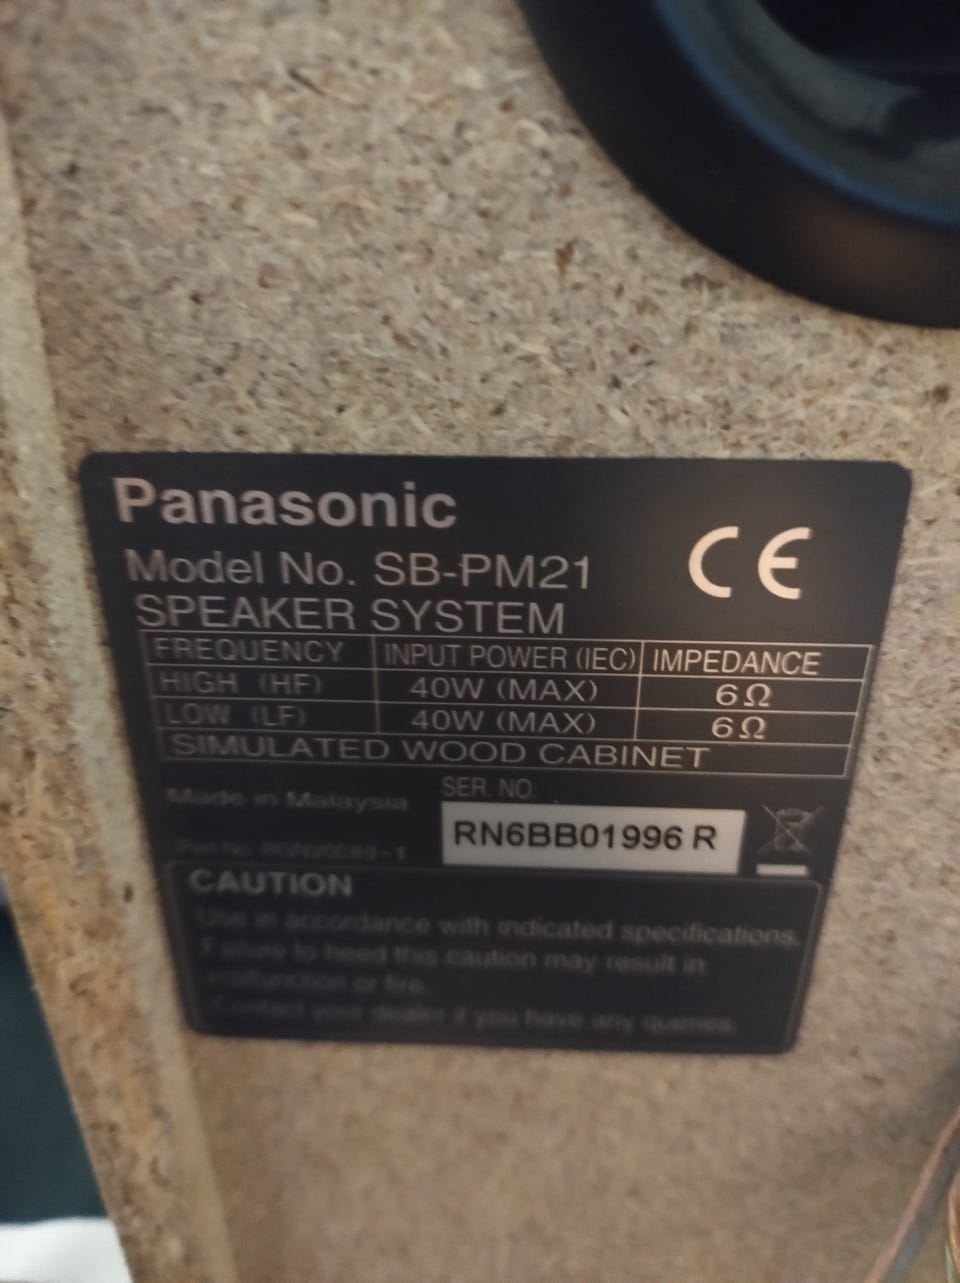 Panasonic
CE
Model No. SB-PM21
SPEAKER SYSTEM
FREQUENCY INPUT POWER (IEC) IMPEDANCE
HIGH (HF) 40W (MAX) 6Ω
LOW (LF) 40W (MAX) 6Ω
SIMULATED WOOD CABINET
SER. NO.
Made in Malaysia
RN6BB01996 R
Part No.
CAUTION
Use in accordance with indicated specifications.
Failure to heed this caution may result in
malfunction or fire.
Contact your dealer if you have any queries.